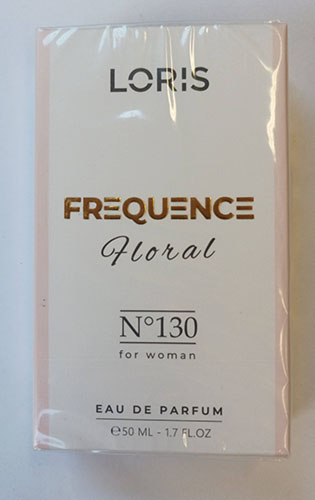 LORIS
FREQUENCE
Floral
N°130
for woman
EAU DE PARFUM
℮50 ML - 1.7 FL.OZ